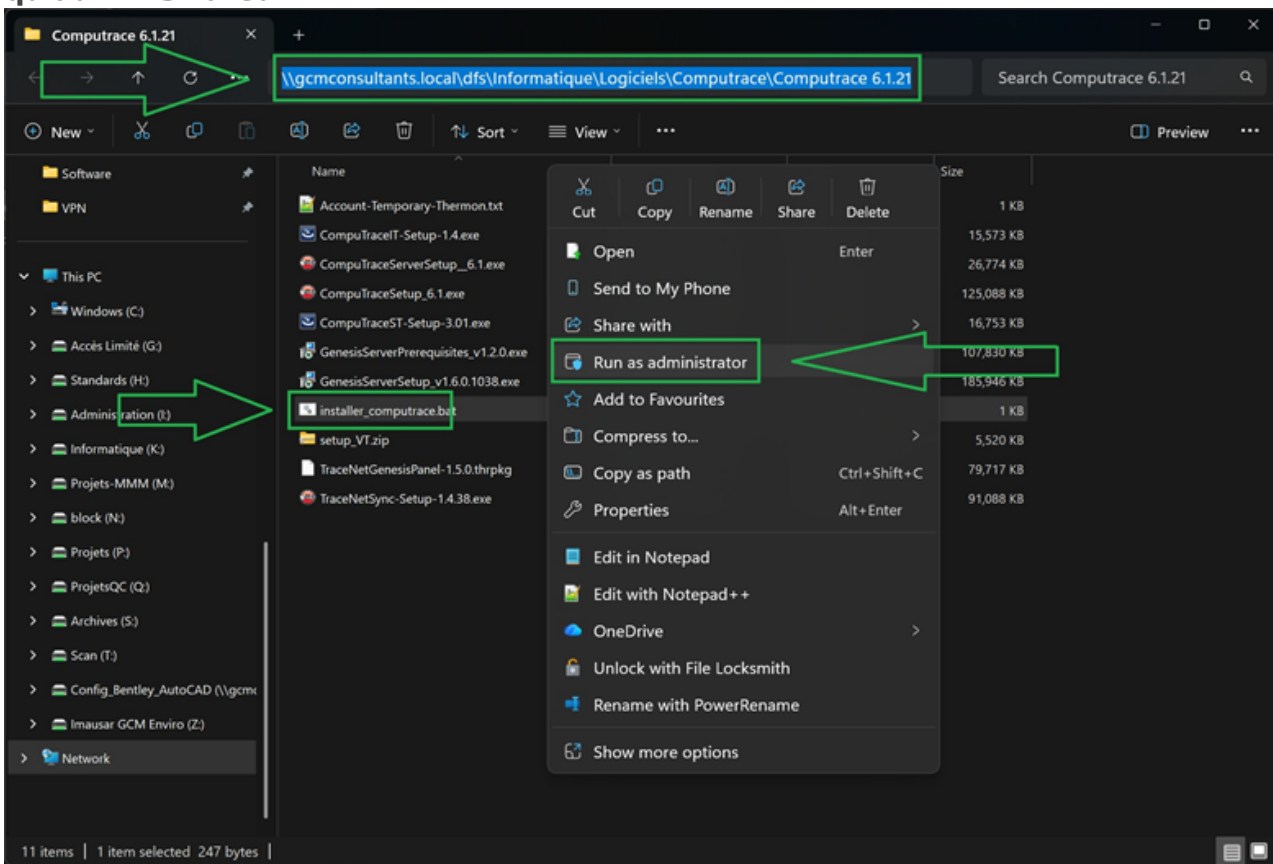 Computrace 6.1.21
\\gcmconsultants.local\dfs\Informatique\Logiciels\Computrace\Computrace 6.1.21
Search Computrace 6.1.21
New
Sort
View
Preview
Software
VPN
This PC
Windows (C:)
Accès Limité (G:)
Standards (H:)
Administration (I:)
Informatique (K:)
Projets-MMM (M:)
block (N:)
Projets (P:)
ProjetsQC (Q:)
Archives (S:)
Scan (T:)
Config_Bentley_AutoCAD (\\gcmc
Imausar GCM Enviro (Z:)
Network
Name
Size
Account-Temporary-Thermon.txt
1 KB
CompuTraceIT-Setup-1.4.exe
15,573 KB
CompuTraceServerSetup__6.1.exe
26,774 KB
CompuTraceSetup_6.1.exe
125,088 KB
CompuTraceST-Setup-3.01.exe
16,753 KB
GenesisServerPrerequisites_v1.2.0.exe
107,830 KB
GenesisServerSetup_v1.6.0.1038.exe
185,946 KB
installer_computrace.bat
1 KB
setup_VT.zip
5,520 KB
TraceNetGenesisPanel-1.5.0.thrpkg
79,717 KB
TraceNetSync-Setup-1.4.38.exe
91,088 KB
Cut
Copy
Rename
Share
Delete
Open Enter
Send to My Phone
Share with
Run as administrator
Add to Favourites
Compress to...
Copy as path Ctrl+Shift+C
Properties Alt+Enter
Edit in Notepad
Edit with Notepad++
OneDrive
Unlock with File Locksmith
Rename with PowerRename
Show more options
11 items | 1 item selected 247 bytes |